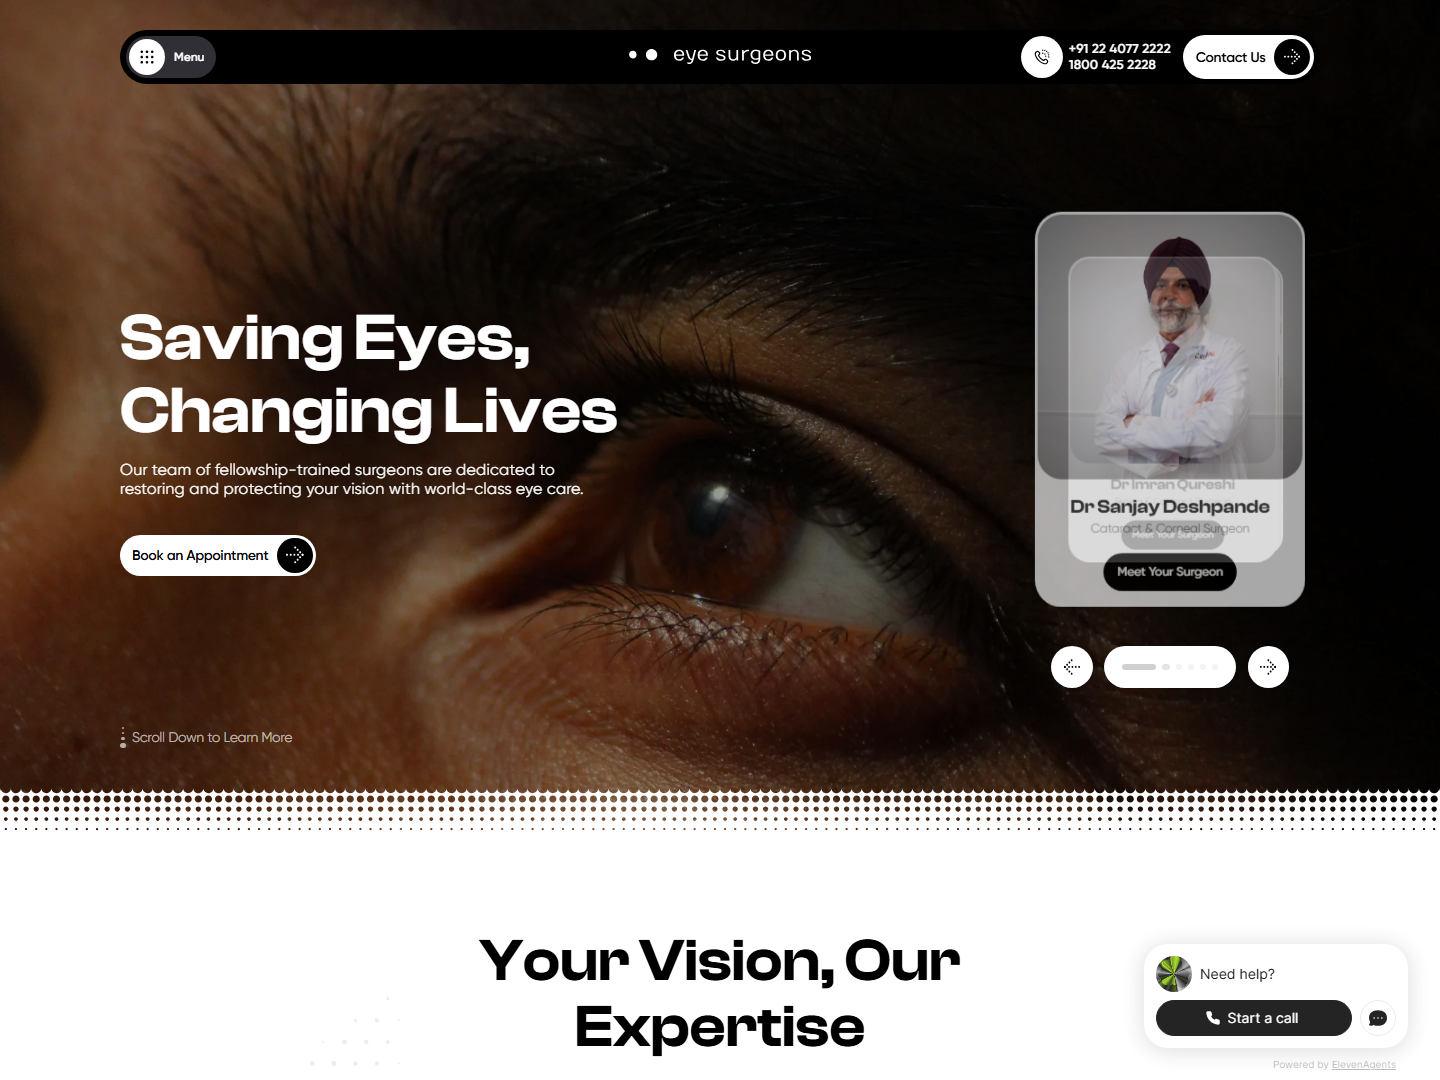 Menu
eye surgeons
+91 22 4077 2222
1800 425 2228
Contact Us
Saving Eyes,
Changing Lives
Our team of fellowship-trained surgeons are dedicated to
restoring and protecting your vision with world-class eye care.
Book an Appointment
Dr Imran Qureshi
Dr Sanjay Deshpande
Cataract & Corneal Surgeon
Meet Your Surgeon
Meet Your Surgeon
Scroll Down to Learn More
Your Vision, Our
Expertise
Need help?
Start a call
Powered by ElevenAgents